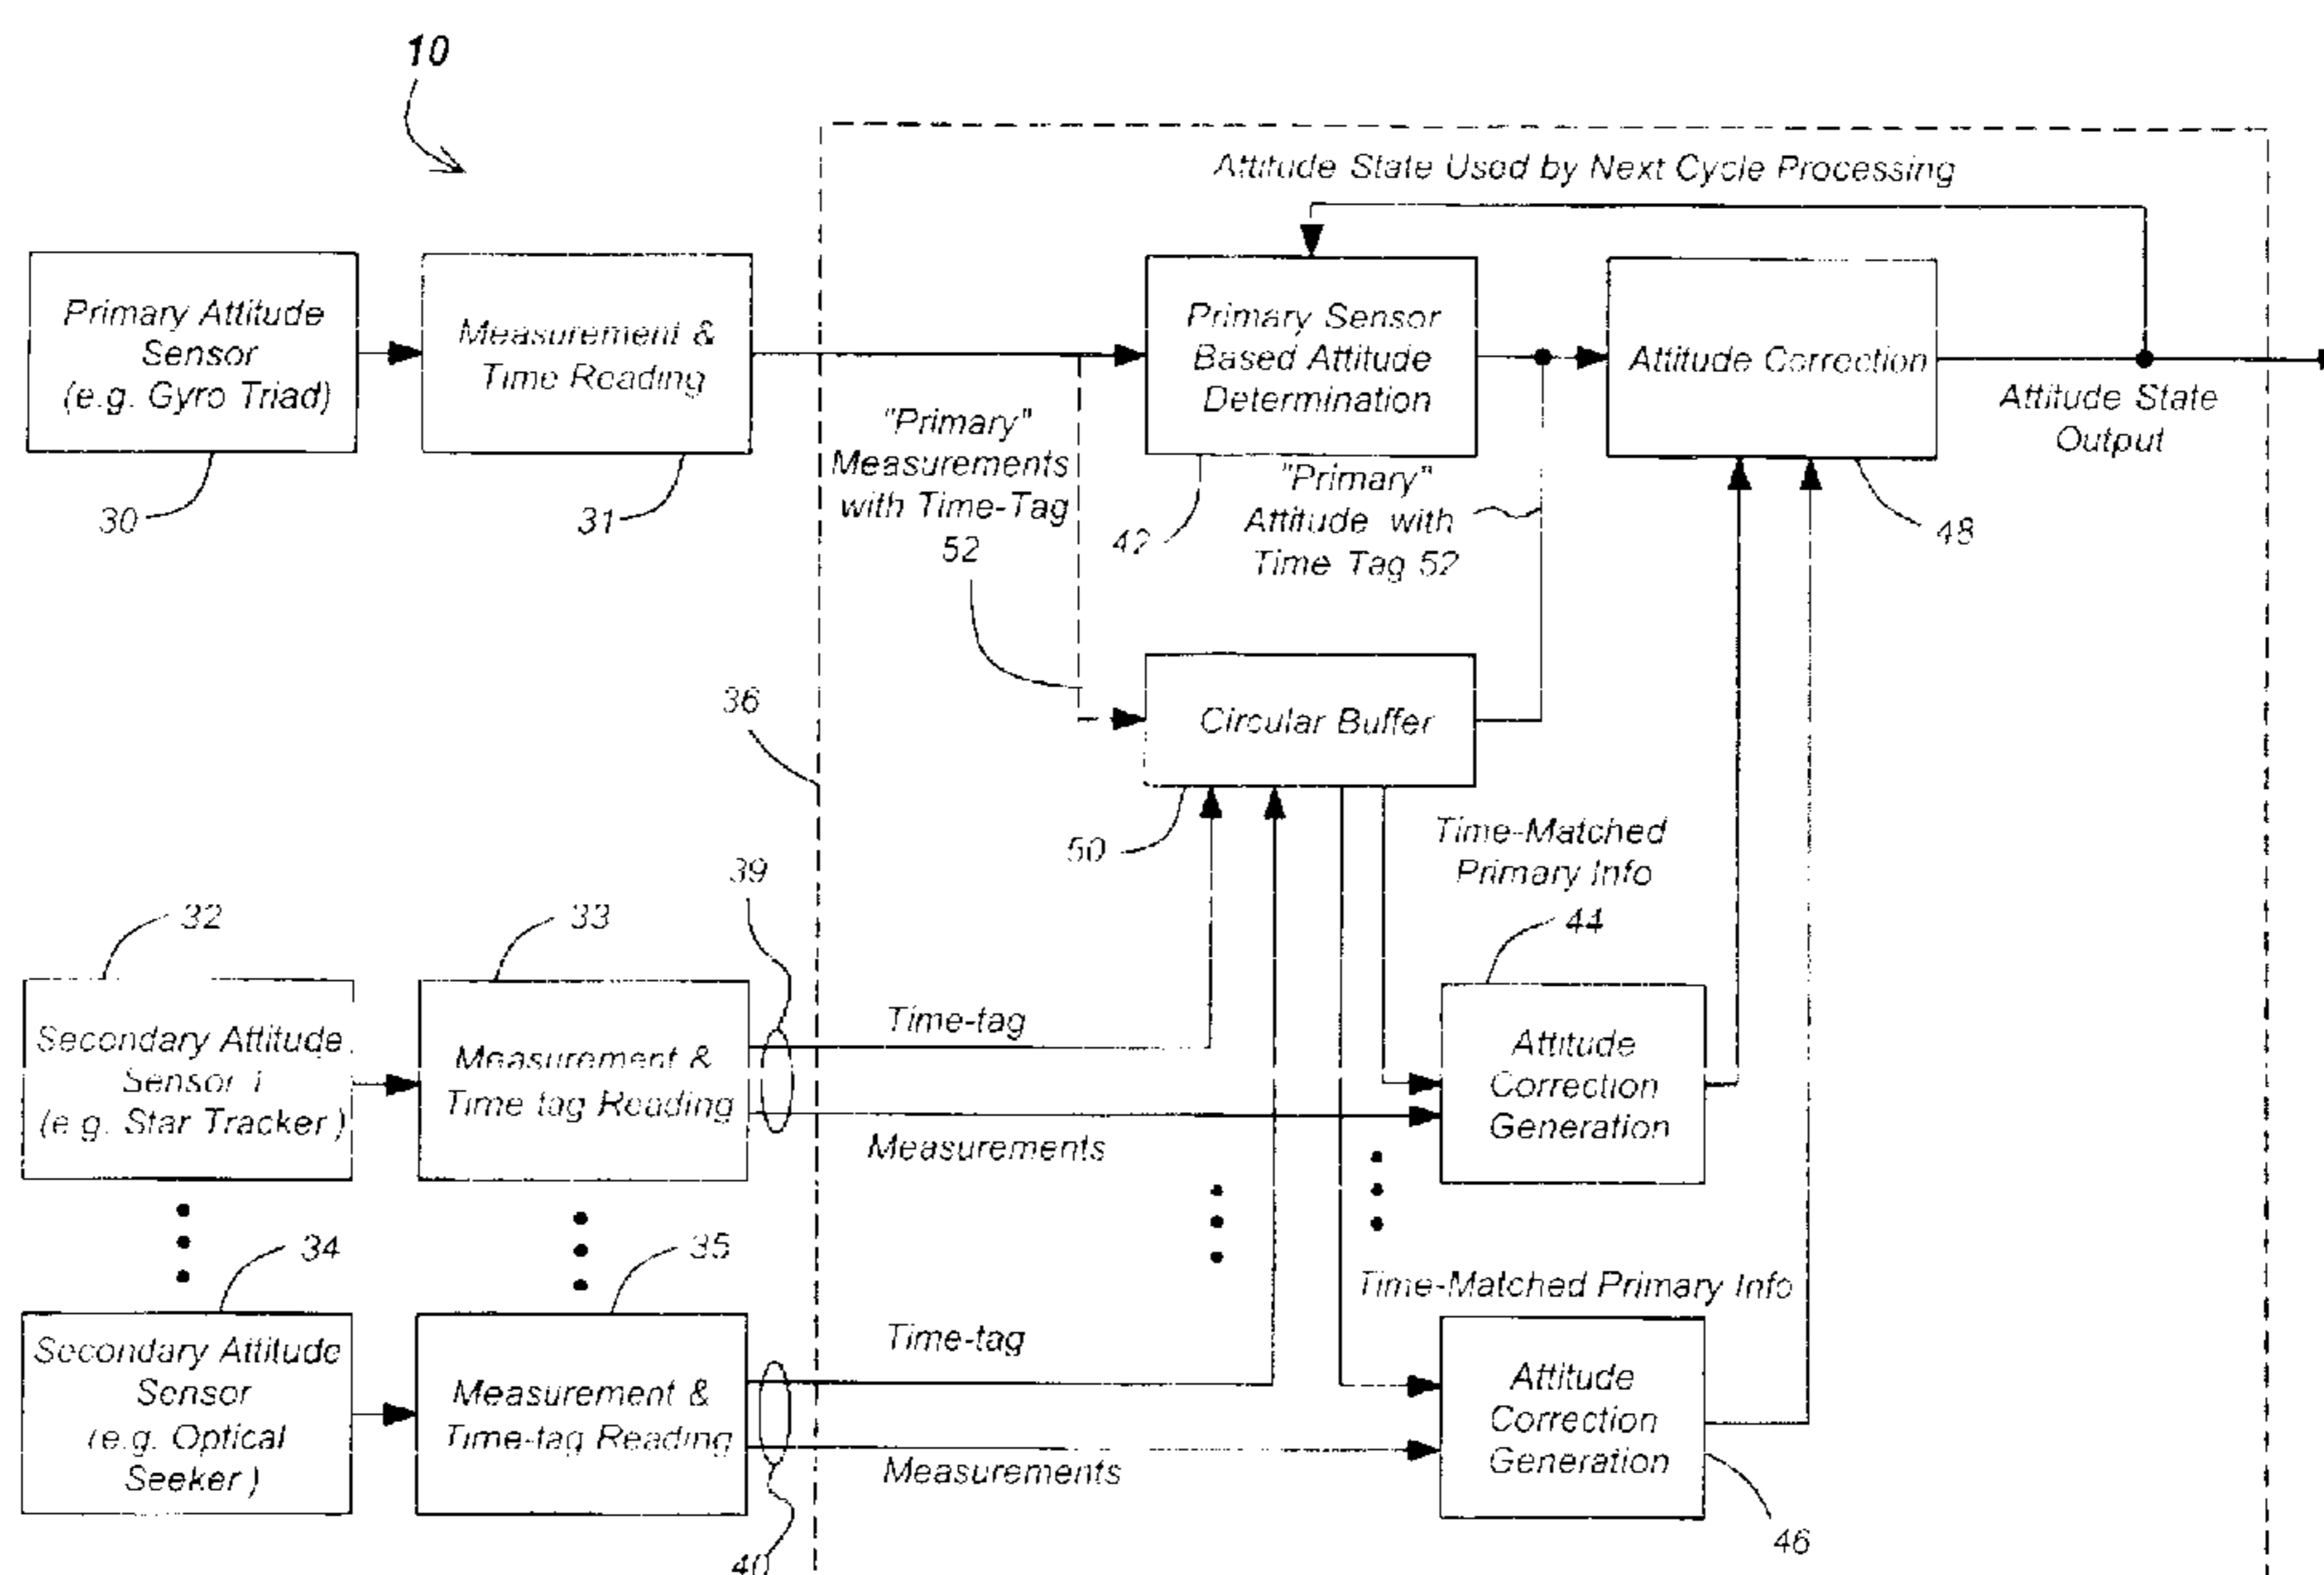 10
Attitude State Used by Next Cycle Processing
Primary Attitude
Sensor
(e.g. Gyro Triad)
30
Measurement &
Time Reading
31
"Primary"
Measurements
with Time-Tag
52
Primary Sensor
Based Attitude
Determination
42
"Primary"
Attitude with
Time Tag 52
Attitude Correction
48
Attitude State
Output
36
Circular Buffer
50
Time-Matched
Primary Info
44
39
32
33
Secondary Attitude
Sensor 1
(e.g. Star Tracker)
Measurement &
Time tag Reading
Time-tag
Measurements
Attitude
Correction
Generation
34
35
Time-Matched Primary Info
Secondary Attitude
Sensor
(e.g. Optical
Seeker)
Measurement &
Time-tag Reading
Time-tag
Measurements
Attitude
Correction
Generation
46
40